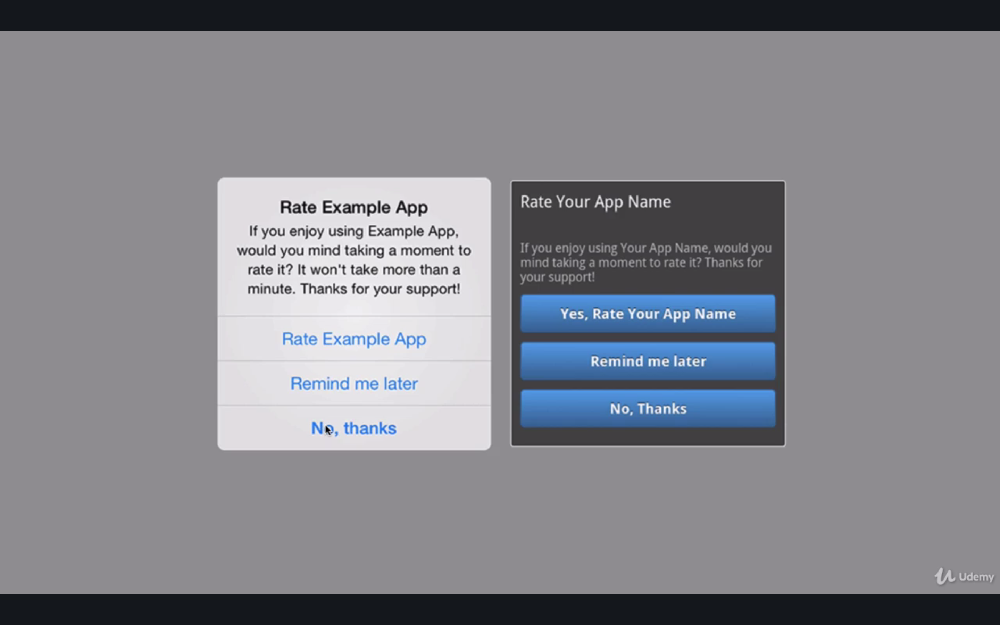 Rate Example App
If you enjoy using Example App,
would you mind taking a moment to
rate it? It won't take more than a
minute. Thanks for your support!
Rate Example App
Remind me later
No, thanks
Rate Your App Name
If you enjoy using Your App Name, would you
mind taking a moment to rate it? Thanks for
your support!
Yes, Rate Your App Name
Remind me later
No, Thanks
Udemy